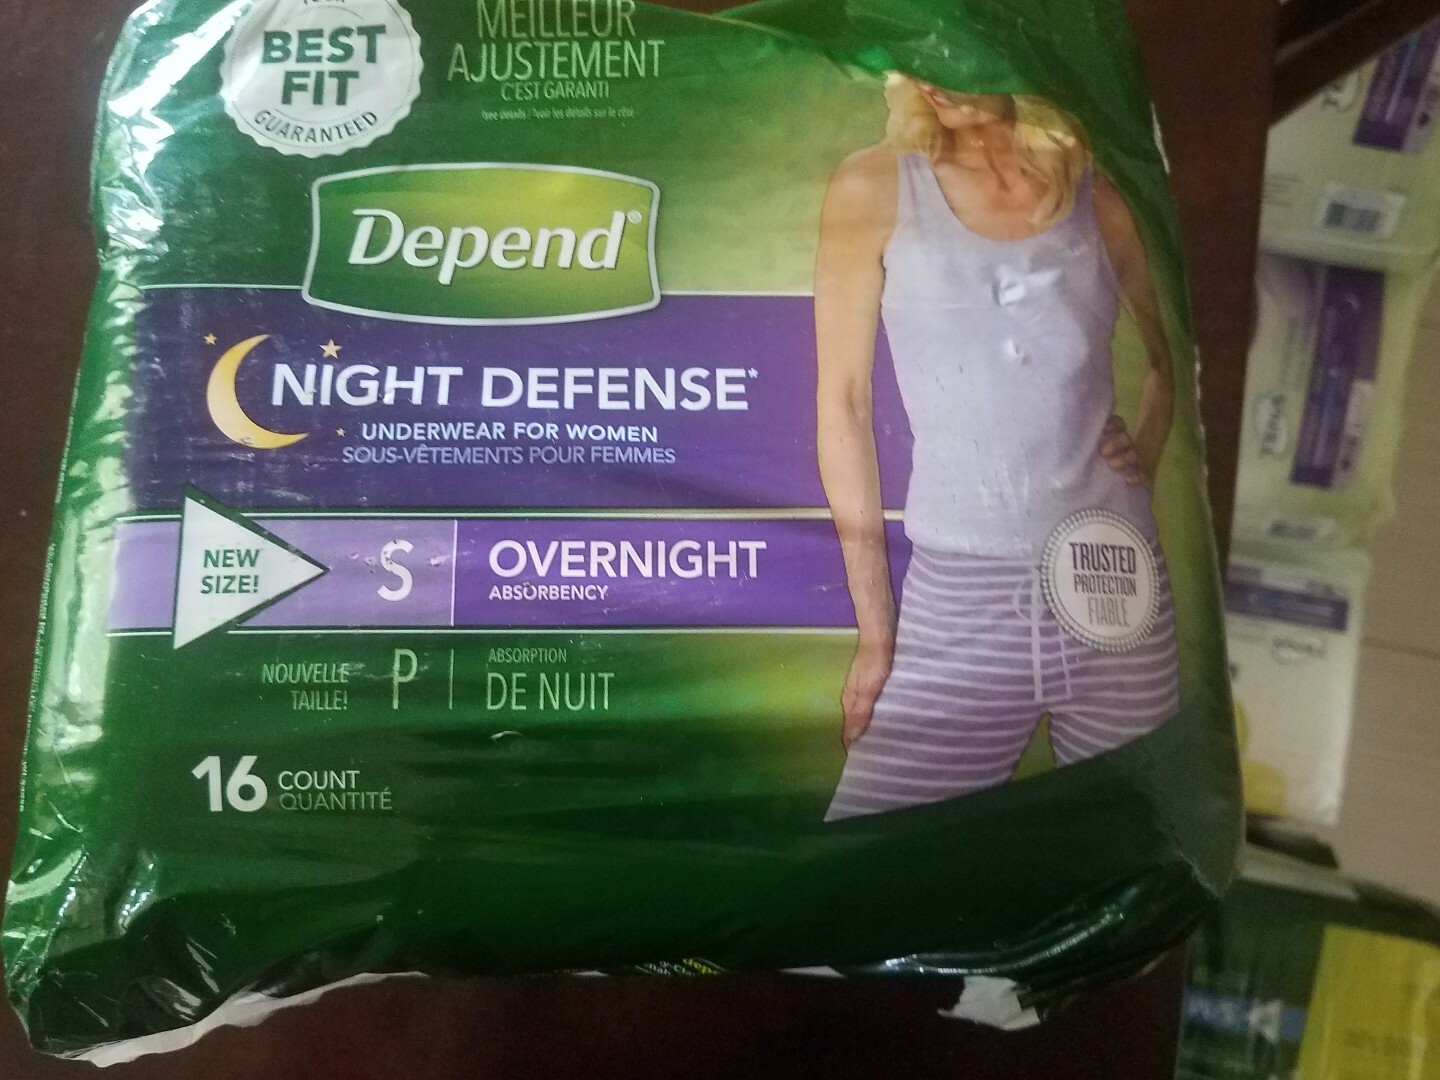 BEST
FIT
GUARANTEED
MEILLEUR
AJUSTEMENT
C'EST GARANTI
Depend®
NIGHT DEFENSE*
UNDERWEAR FOR WOMEN
SOUS-VÊTEMENTS POUR FEMMES
NEW
SIZE!
S
OVERNIGHT
ABSORBENCY
NOUVELLE
TAILLE!
P
ABSORPTION
DE NUIT
16 COUNT
QUANTITÉ
TRUSTED
PROTECTION
FIABLE
TENA